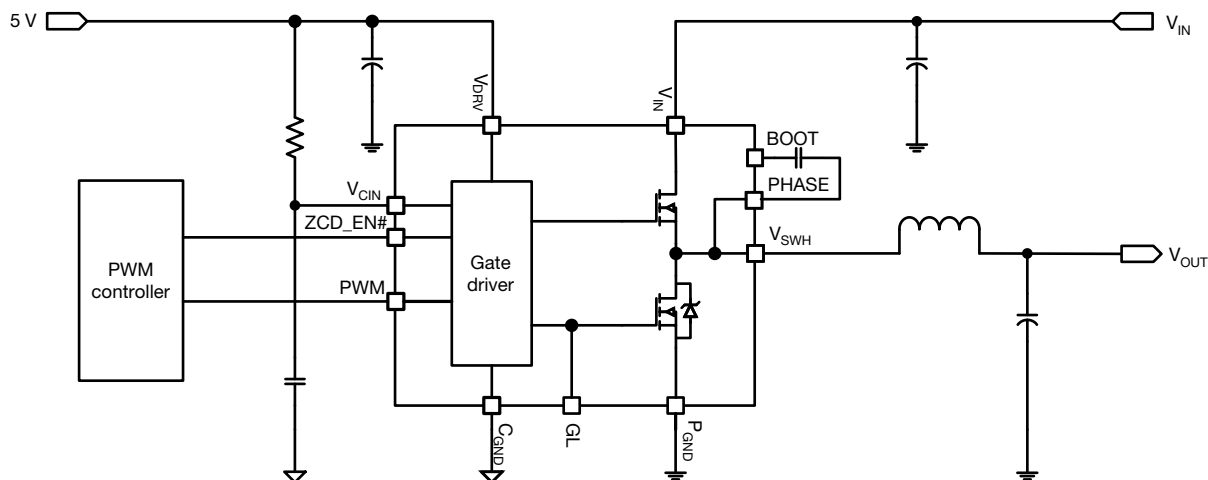 5 V
V_IN
V_DRV
V_IN
BOOT
PHASE
V_CIN
ZCD_EN#
V_SWH
PWM
controller
Gate
driver
PWM
V_OUT
C_GND
GL
P_GND